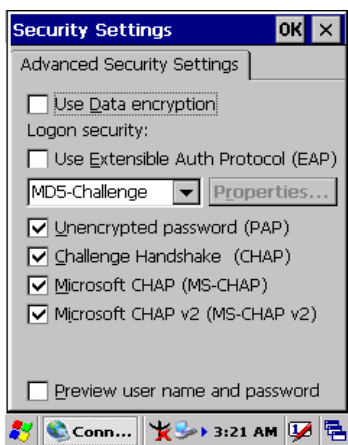 Security Settings OK ×
Advanced Security Settings
Use Data encryption
Logon security:
Use Extensible Auth Protocol (EAP)
MD5-Challenge Properties...
Unencrypted password (PAP)
Challenge Handshake (CHAP)
Microsoft CHAP (MS-CHAP)
Microsoft CHAP v2 (MS-CHAP v2)
Preview user name and password
Conn... 3:21 AM